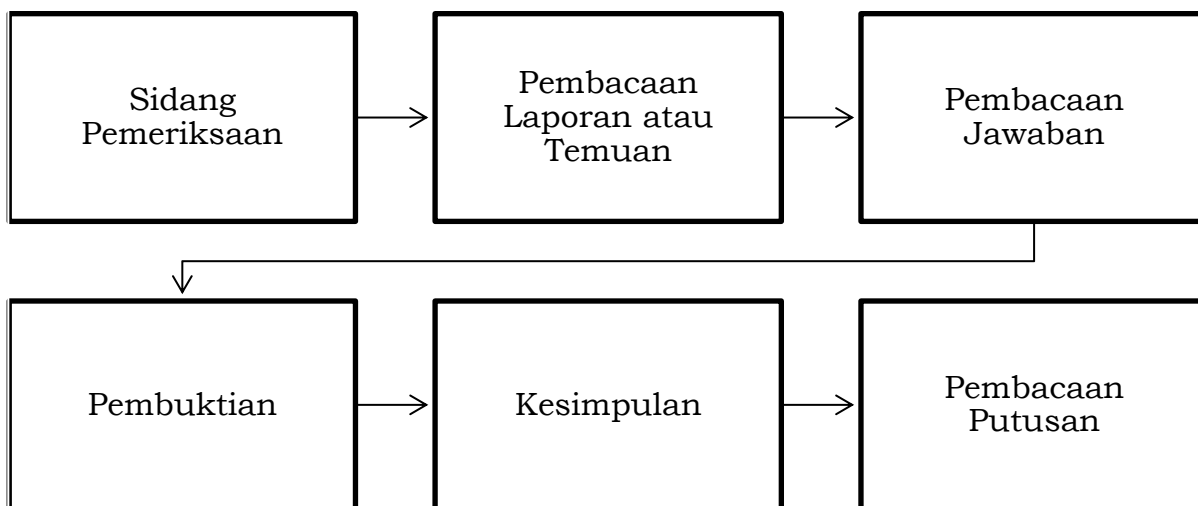 Sidang
Pemeriksaan
Pembacaan
Laporan atau
Temuan
Pembacaan
Jawaban
Pembuktian
Kesimpulan
Pembacaan
Putusan